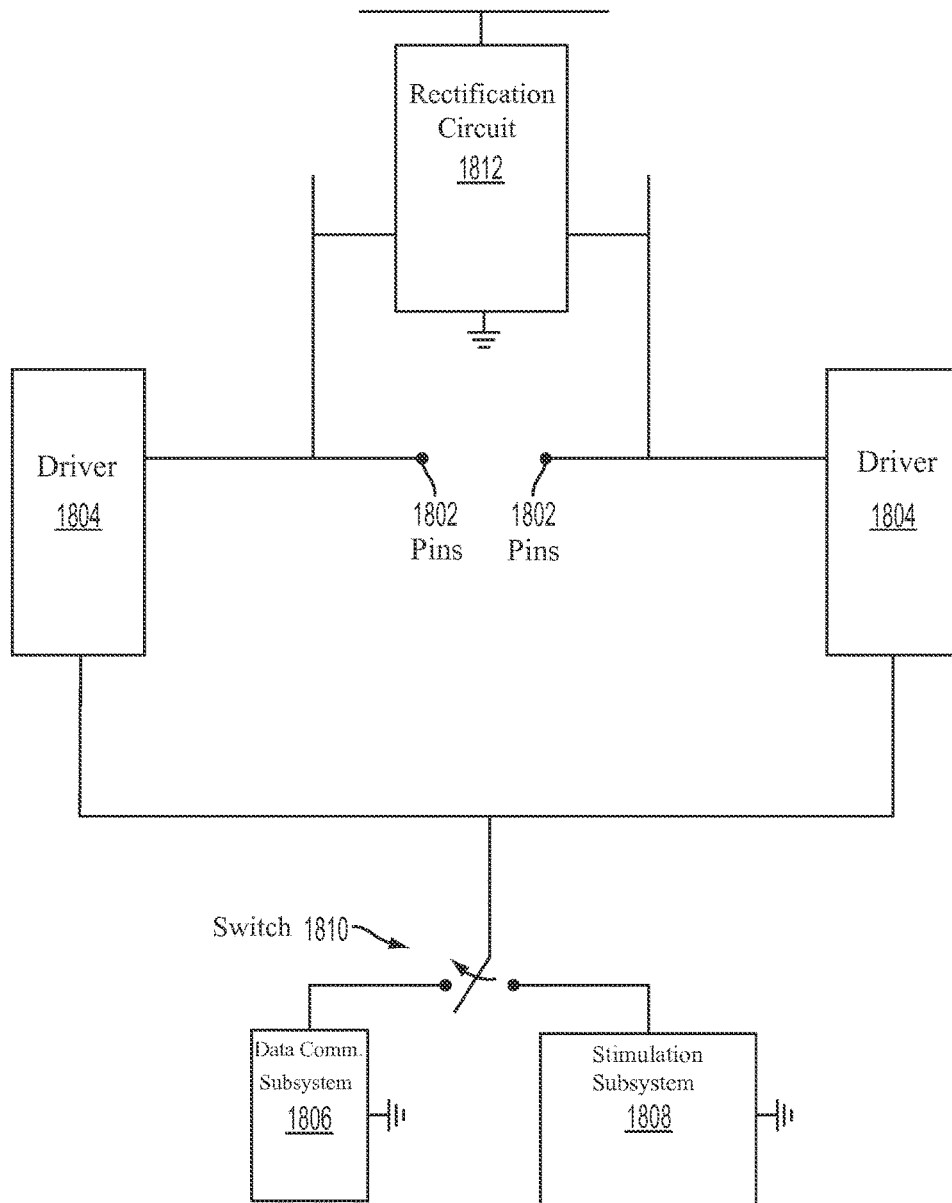 Rectification
Circuit
1812
Driver
1804
Driver
1804
1802
Pins
1802
Pins
Switch 1810
Data Comm.
Subsystem
1806
Stimulation
Subsystem
1808